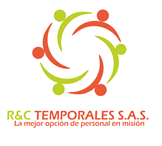 R&C TEMPORALES S.A.S.
La mejor opción de personal en misión